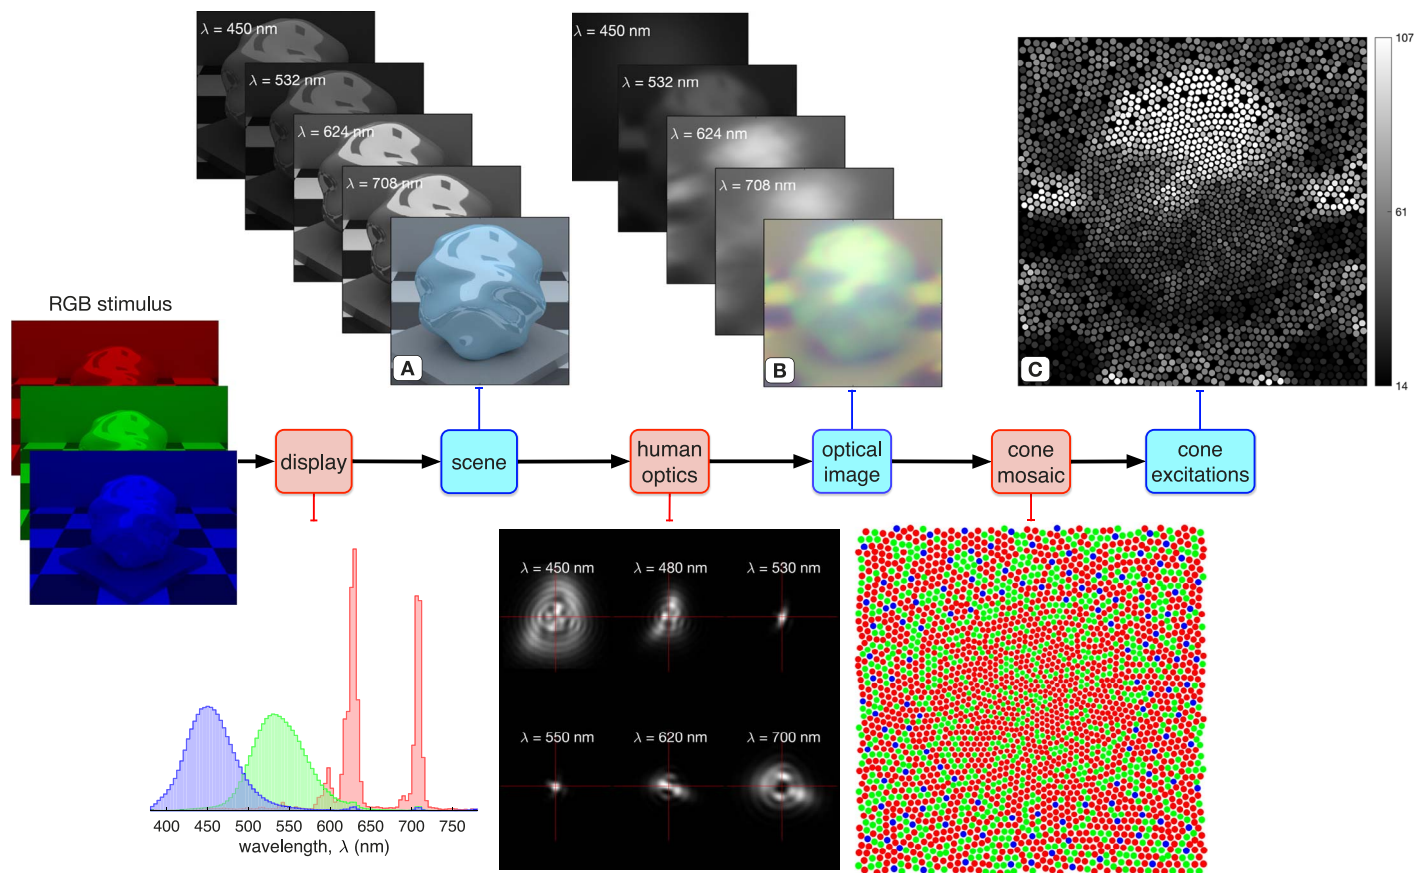 λ = 450 nm
λ = 532 nm
λ = 624 nm
λ = 708 nm
A
λ = 450 nm
λ = 532 nm
λ = 624 nm
λ = 708 nm
B
C
107
61
14
RGB stimulus
display
scene
human
optics
optical
image
cone
mosaic
cone
excitations
400 450 500 550 600 650 700 750
wavelength, λ (nm)
λ = 450 nm
λ = 480 nm
λ = 530 nm
λ = 550 nm
λ = 620 nm
λ = 700 nm